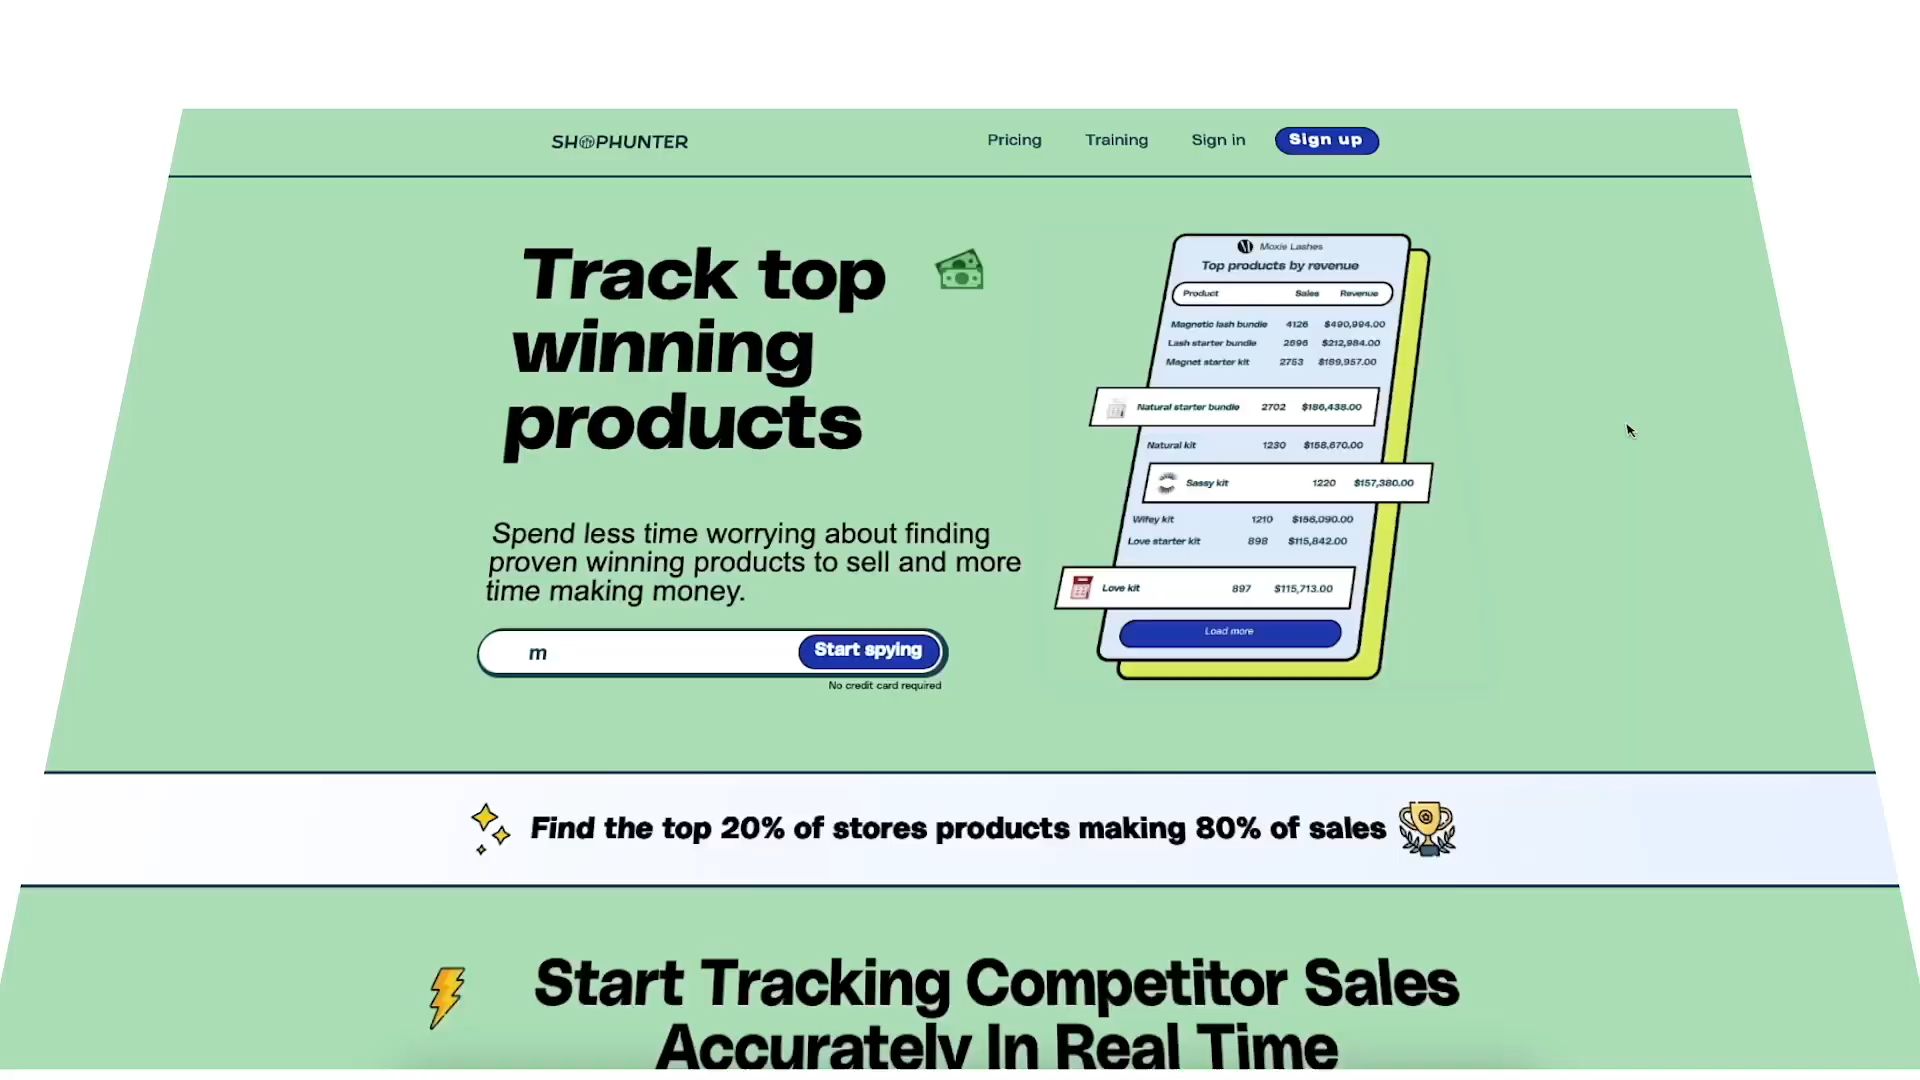 SHOPHUNTER
Pricing Training Sign in Sign up
Track top
winning
products
Spend less time worrying about finding
proven winning products to sell and more
time making money.
m
Start spying
No credit card required
M Moxie Lashes
Top products by revenue
Product Sales Revenue
Magnetic lash bundle 4126 $490,994.00
Lash starter bundle 2696 $212,984.00
Magnet starter kit 2753 $189,957.00
Natural starter bundle 2702 $186,438.00
Natural kit 1230 $158,670.00
Sassy kit 1220 $157,380.00
Wifey kit 1210 $156,090.00
Love starter kit 898 $115,842.00
Love kit 897 $115,713.00
Load more
Find the top 20% of stores products making 80% of sales
Start Tracking Competitor Sales
Accurately In Real Time